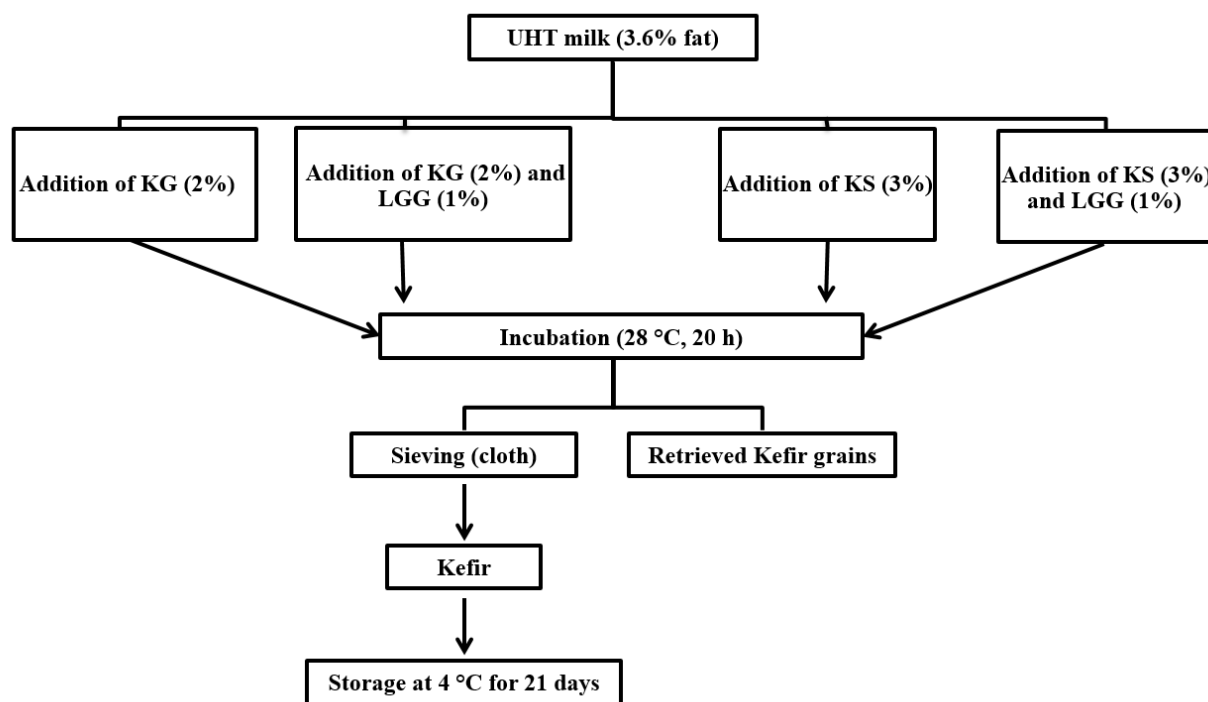 UHT milk (3.6% fat)
Addition of KG (2%)
Addition of KG (2%) and
LGG (1%)
Addition of KS (3%)
Addition of KS (3%)
and LGG (1%)
Incubation (28 °C, 20 h)
Sieving (cloth)
Retrieved Kefir grains
Kefir
Storage at 4 °C for 21 days